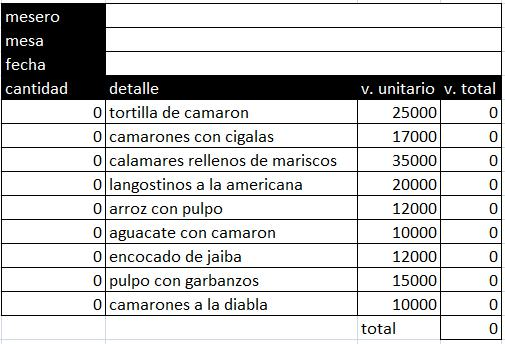 mesero
mesa
fecha
cantidad detalle v. unitario v. total
0 tortilla de camaron 25000 0
0 camarones con cigalas 17000 0
0 calamares rellenos de mariscos 35000 0
0 langostinos a la americana 20000 0
0 arroz con pulpo 12000 0
0 aguacate con camaron 10000 0
0 encocado de jaiba 12000 0
0 pulpo con garbanzos 15000 0
0 camarones a la diabla 10000 0
total 0